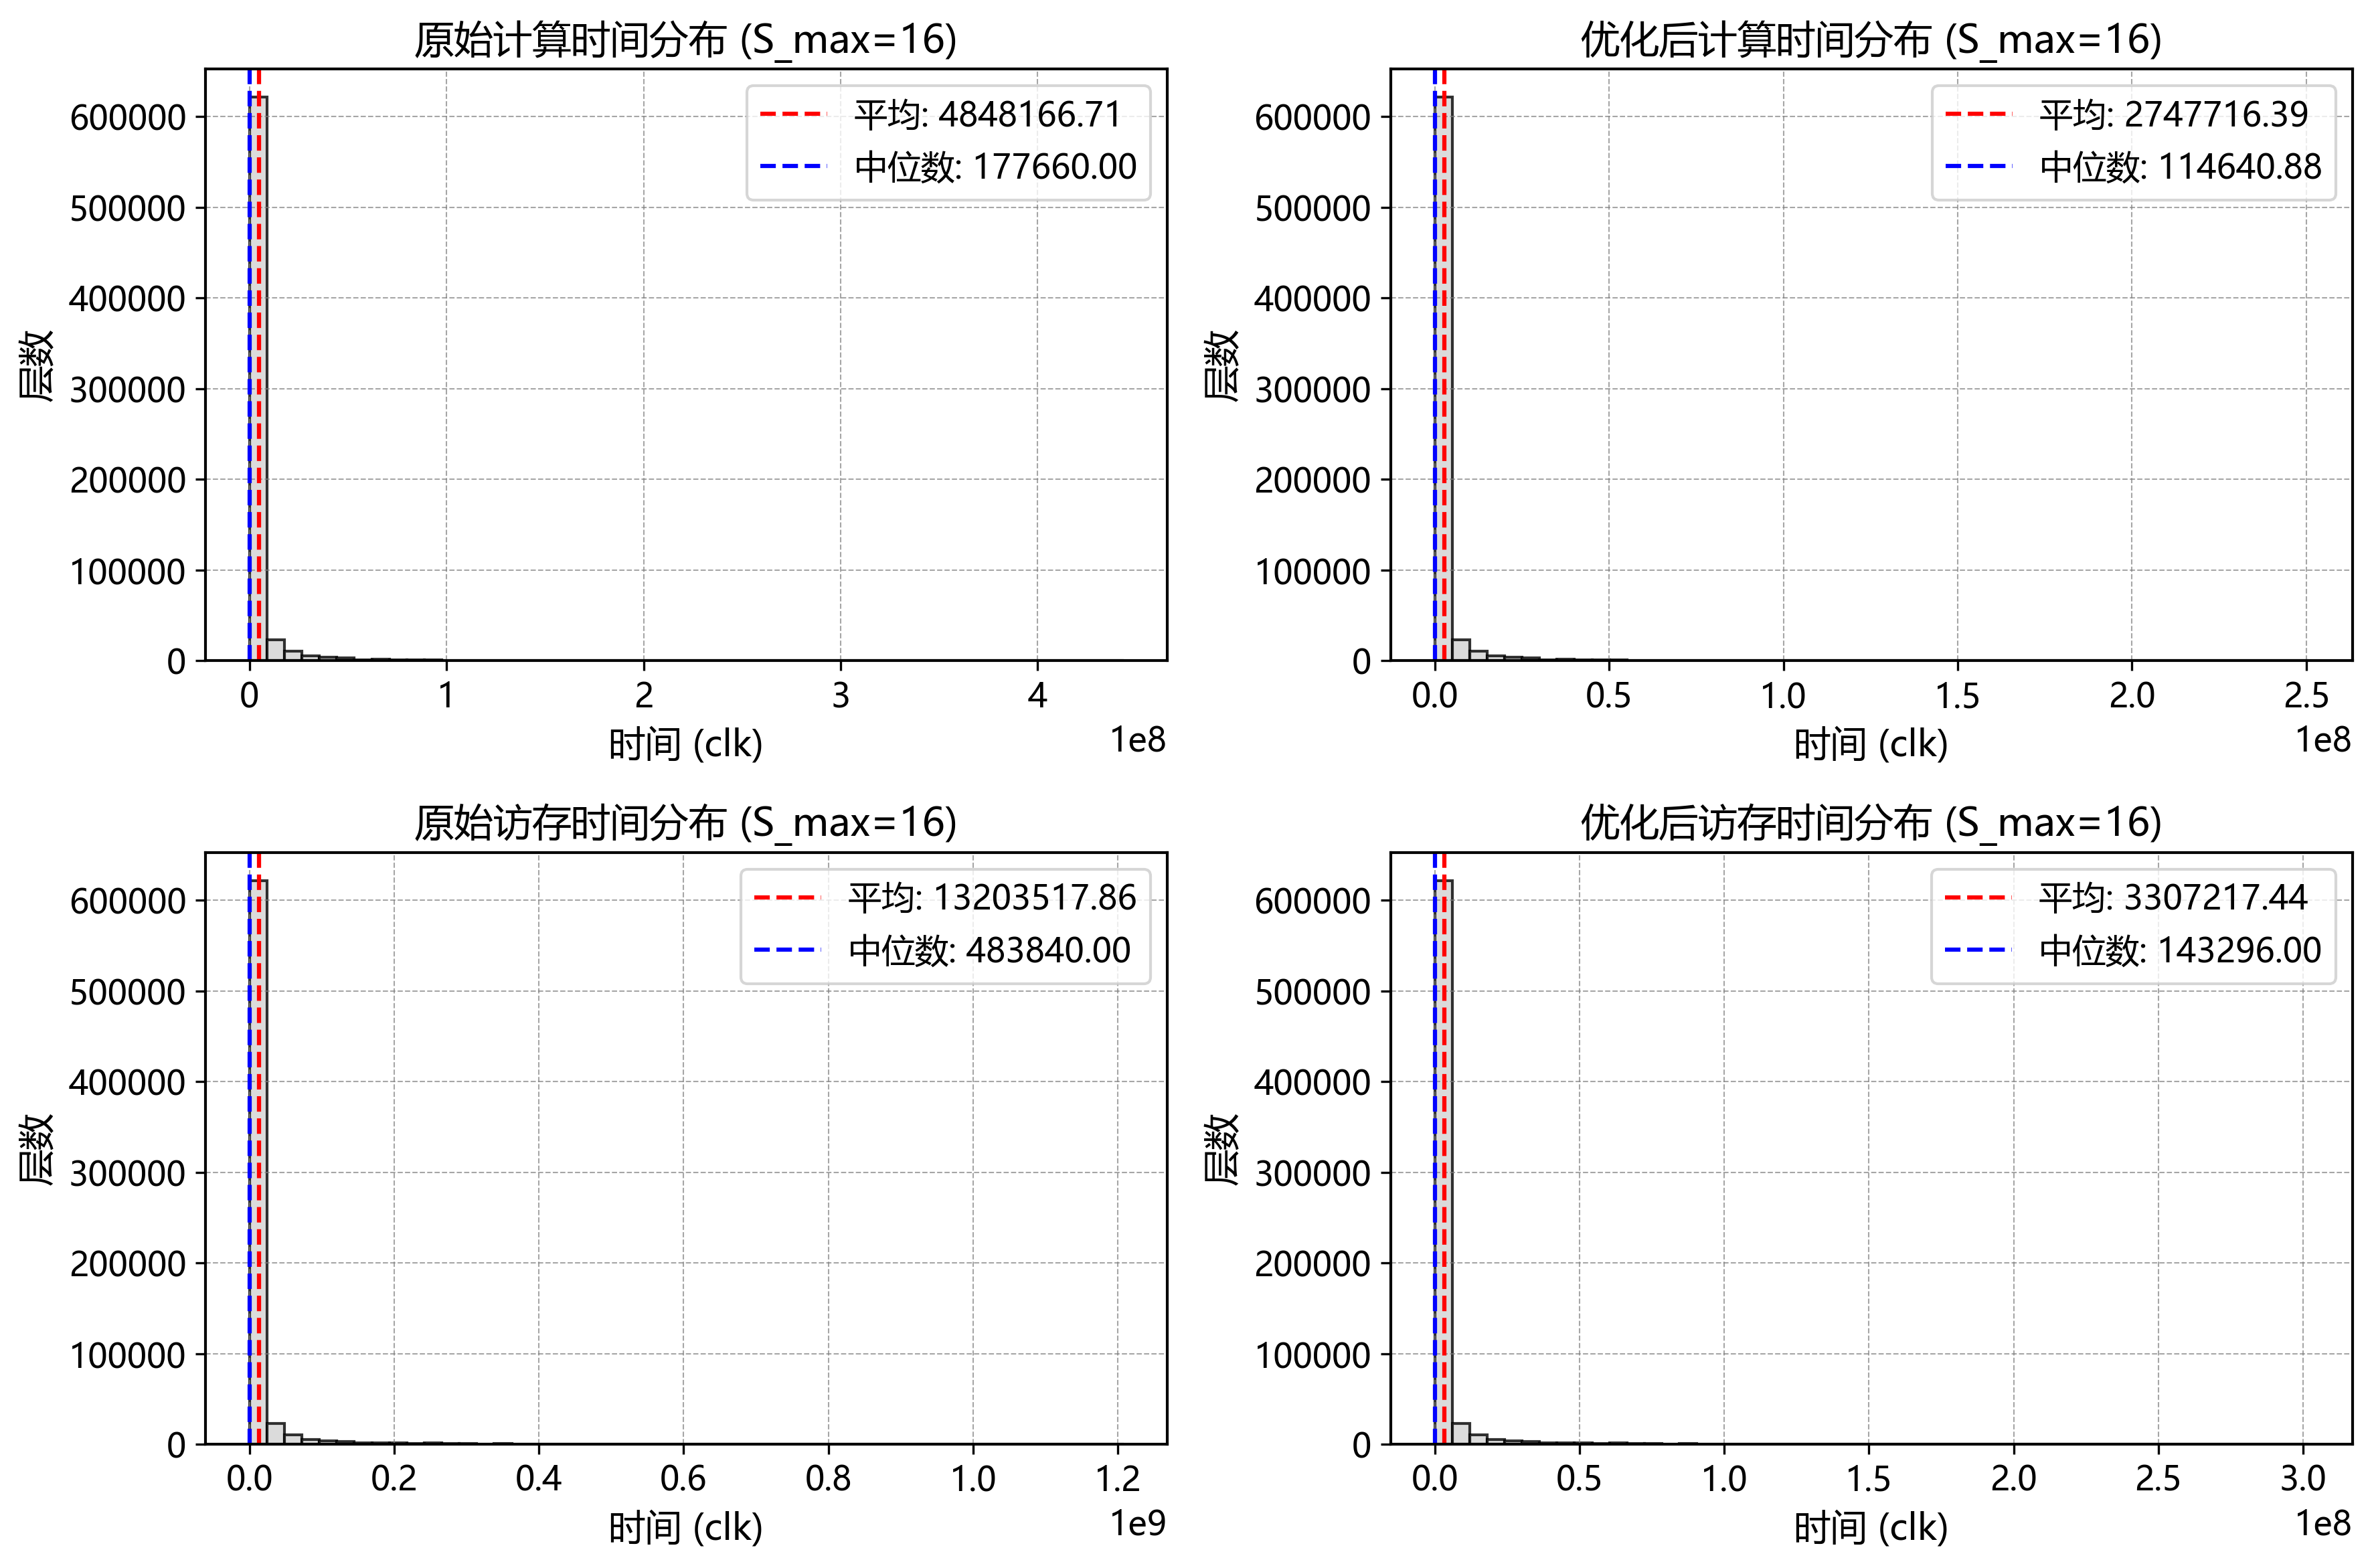 原始计算时间分布 (S_max=16)
平均: 4848166.71
中位数: 177660.00
600000
500000
400000
300000
200000
100000
0
层数
0 1 2 3 4
时间 (clk)
1e8
优化后计算时间分布 (S_max=16)
平均: 2747716.39
中位数: 114640.88
600000
500000
400000
300000
200000
100000
0
层数
0.0 0.5 1.0 1.5 2.0 2.5
时间 (clk)
1e8
原始访存时间分布 (S_max=16)
平均: 13203517.86
中位数: 483840.00
600000
500000
400000
300000
200000
100000
0
层数
0.0 0.2 0.4 0.6 0.8 1.0 1.2
时间 (clk)
1e9
优化后访存时间分布 (S_max=16)
平均: 3307217.44
中位数: 143296.00
600000
500000
400000
300000
200000
100000
0
层数
0.0 0.5 1.0 1.5 2.0 2.5 3.0
时间 (clk)
1e8